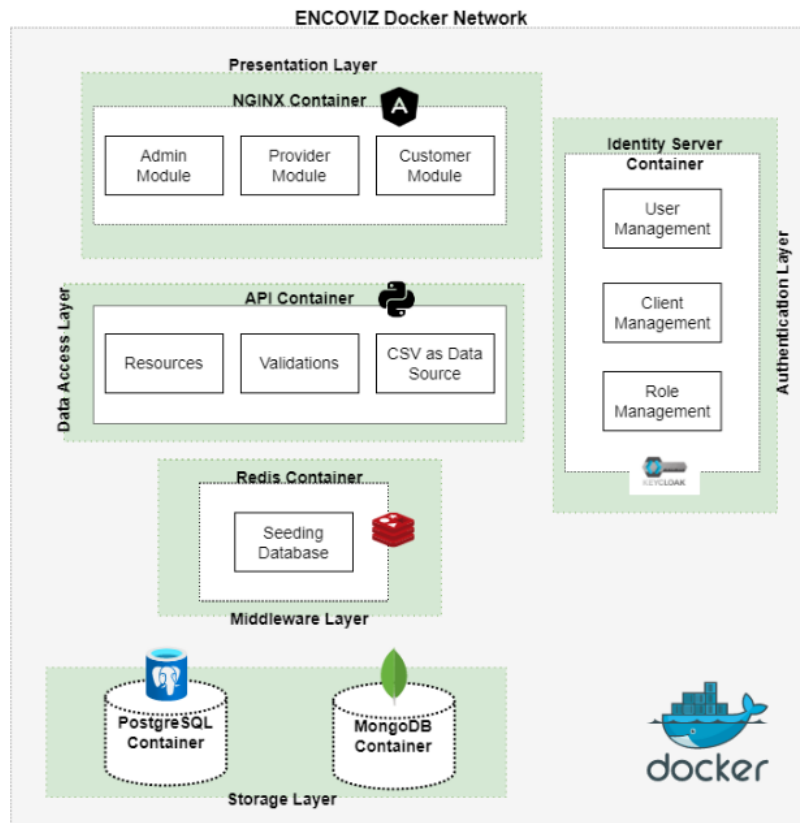 ENCOVIZ Docker Network
Presentation Layer
NGINX Container
A
Admin
Module
Provider
Module
Customer
Module
Identity Server
Container
User
Management
Client
Management
Role
Management
KEYCLOAK
Authentication Layer
Data Access Layer
API Container
Resources
Validations
CSV as Data
Source
Redis Container
Seeding
Database
Middleware Layer
PostgreSQL
Container
MongoDB
Container
Storage Layer
docker